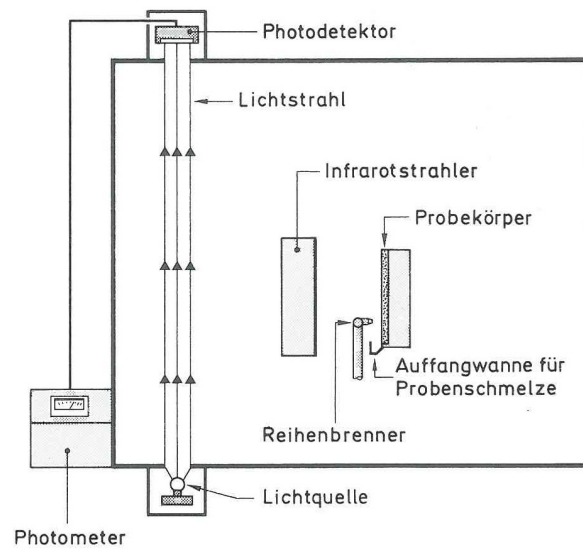 Photodetektor
Lichtstrahl
Infrarotstrahler
Probekörper
Auffangwanne für
Probenschmelze
Reihenbrenner
Lichtquelle
Photometer